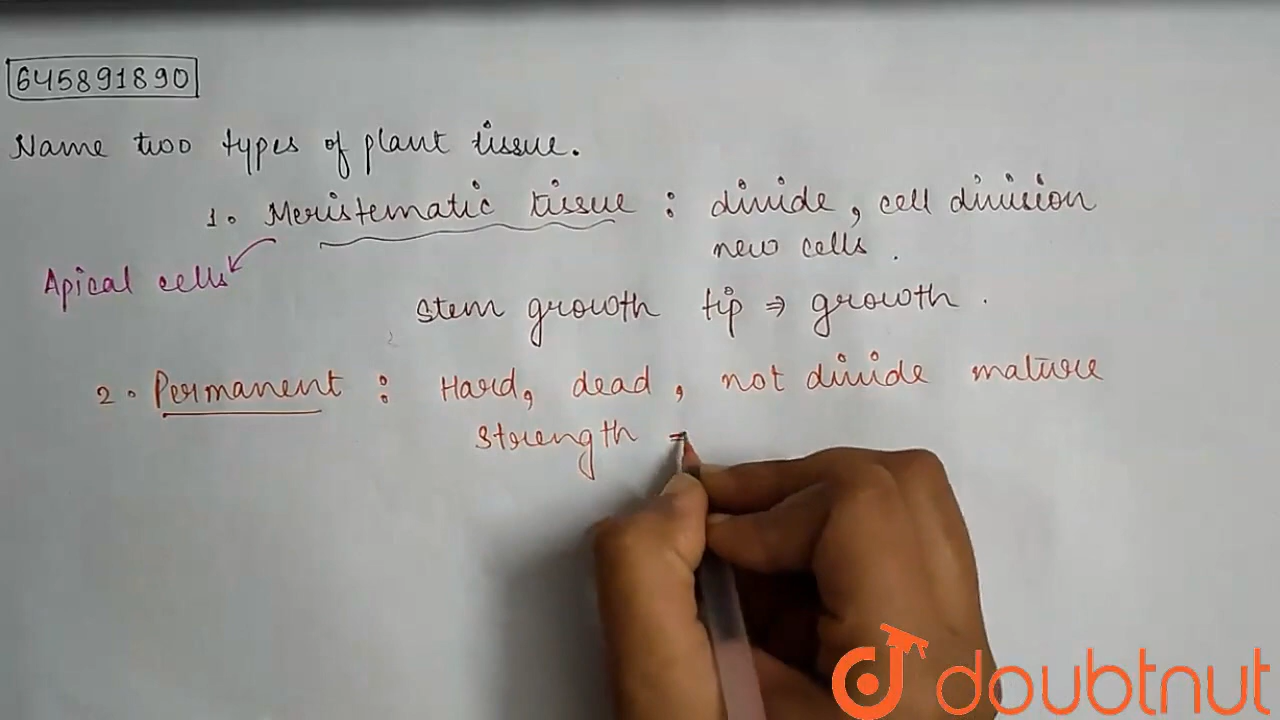 645891890
Name two types of plant tissue.
1. Meristematic tissue : divide, cell division
new cells.
Apical cells
stem growth tip ⇒ growth.
2. Permanent : Hard, dead, not divide mature
strength =
doubtnut